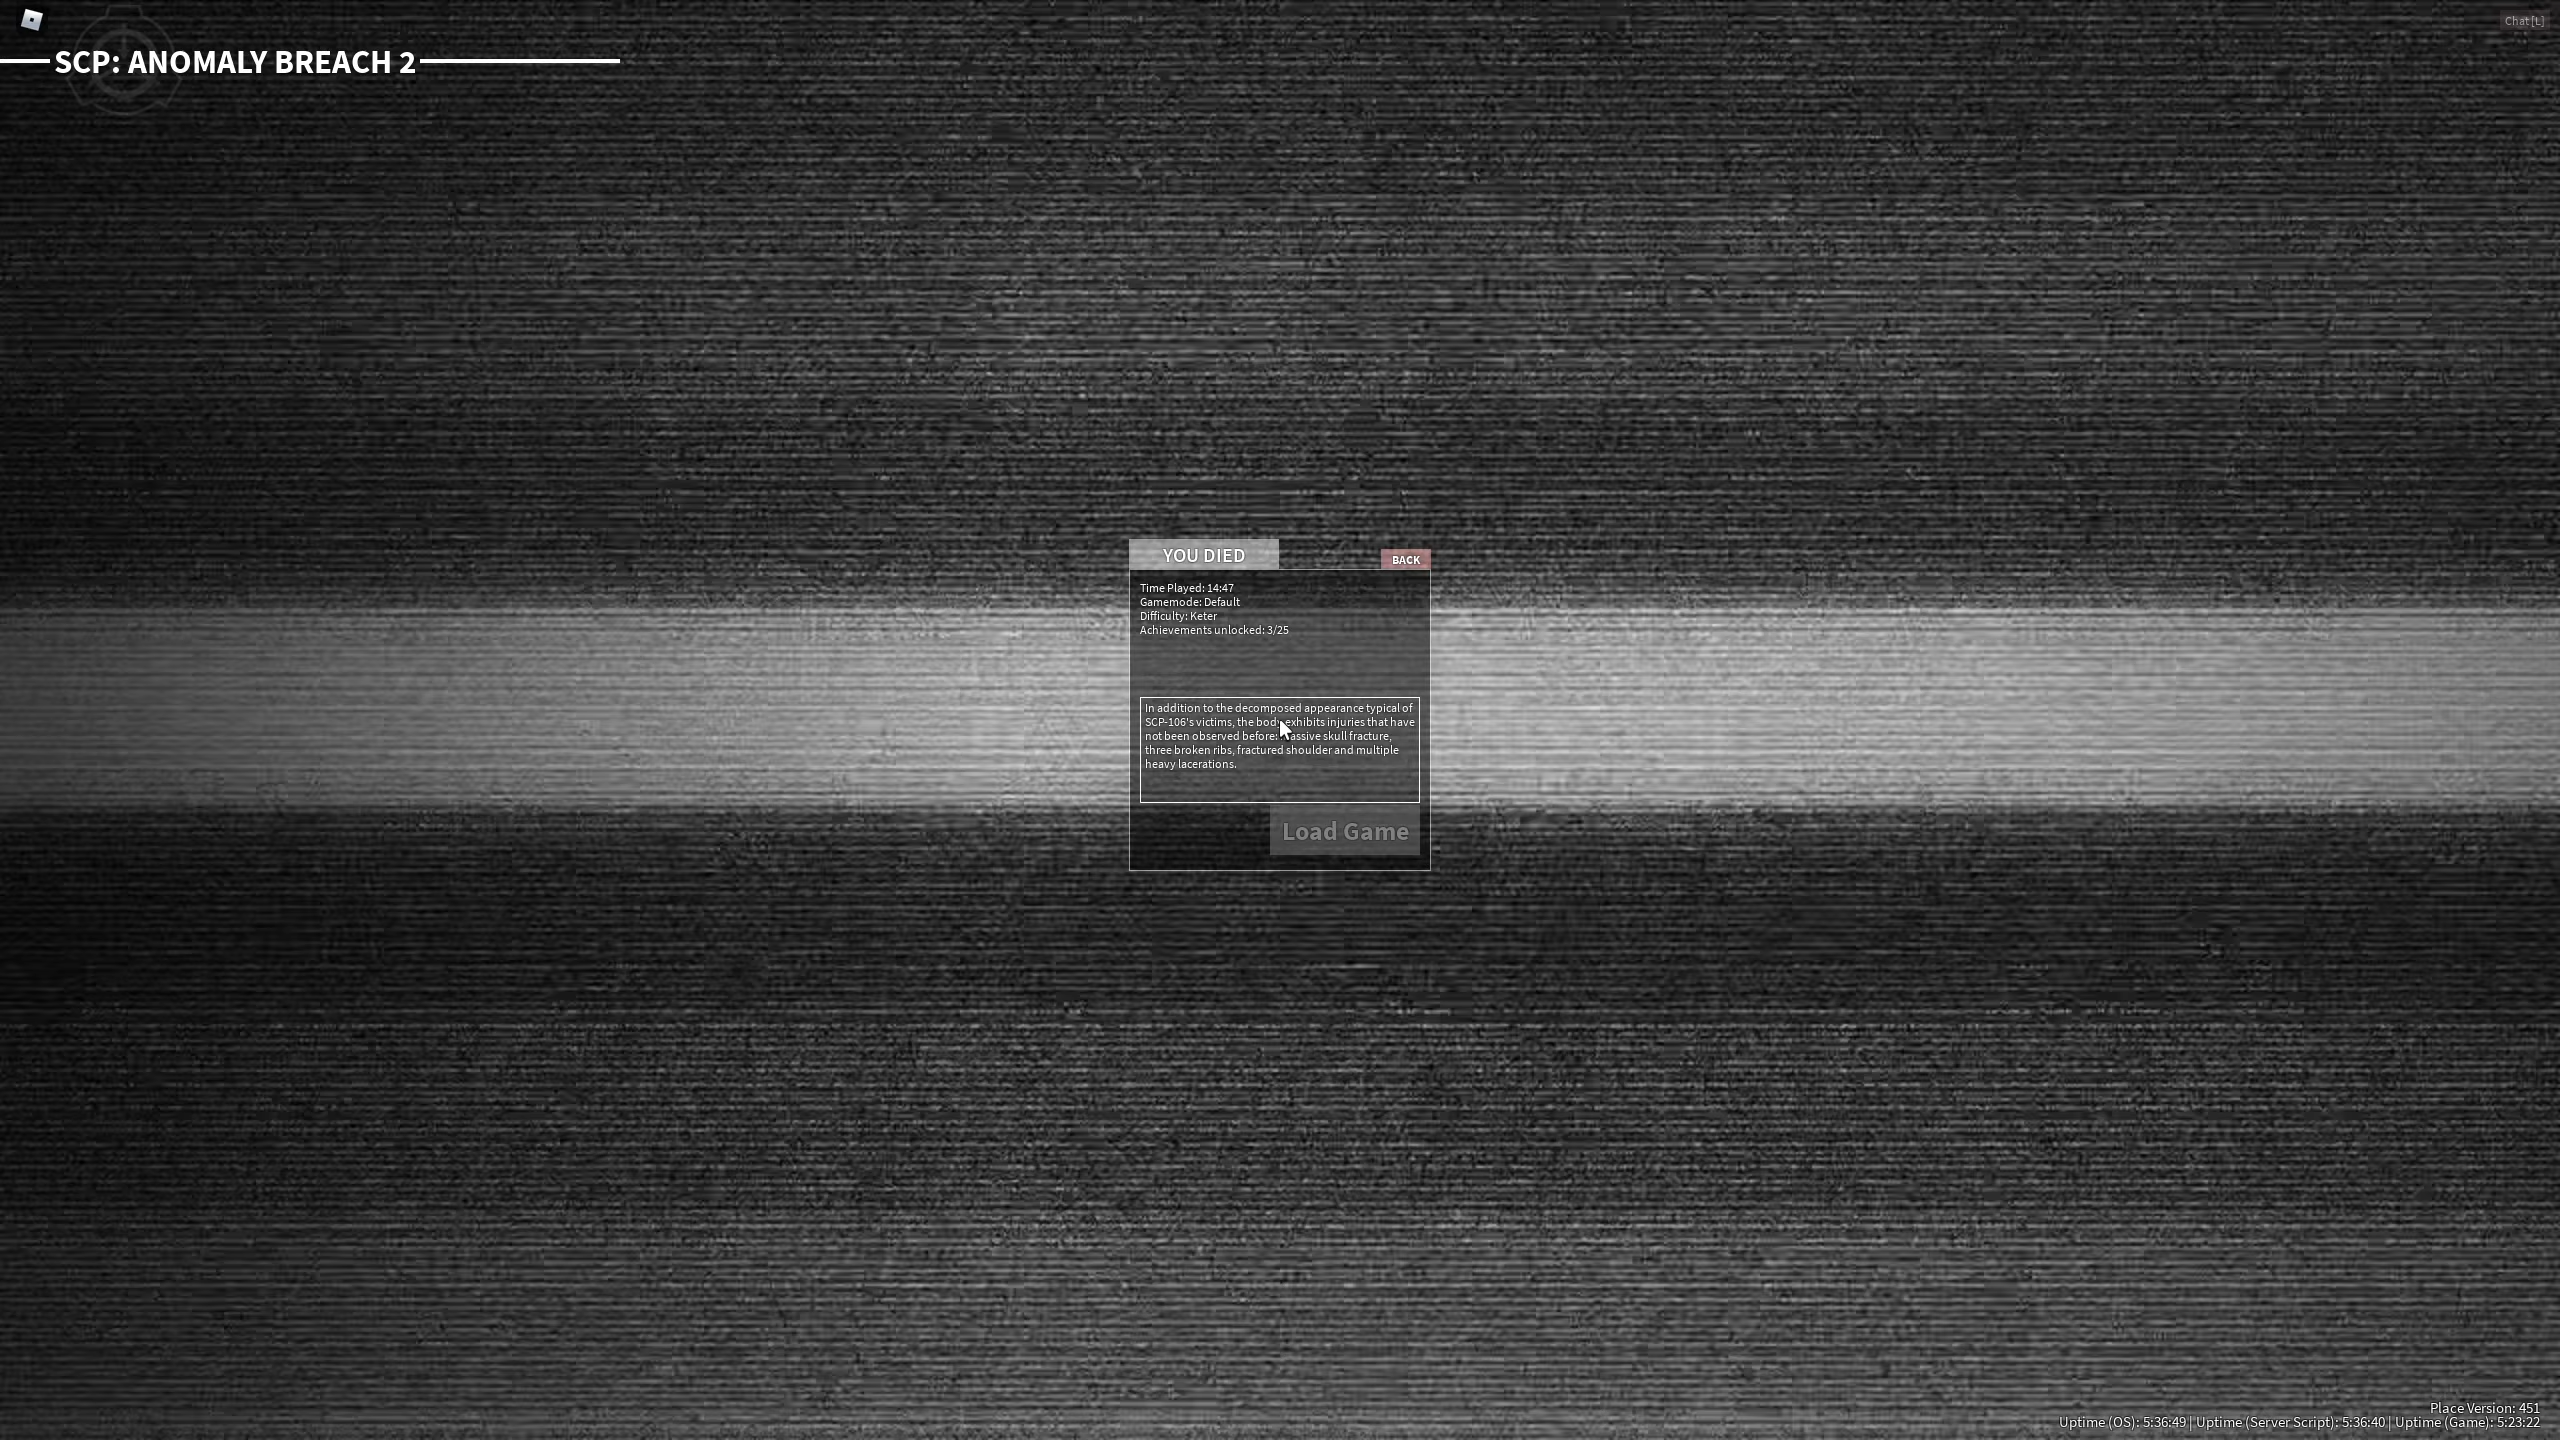 Chat [L]
SCP: ANOMALY BREACH 2
YOU DIED
BACK
Time Played: 14:47
Gamemode: Default
Difficulty: Keter
Achievements unlocked: 3/25
In addition to the decomposed appearance typical of
SCP-106's victims, the body exhibits injuries that have
not been observed before: massive skull fracture,
three broken ribs, fractured shoulder and multiple
heavy lacerations.
Load Game
Place Version: 451
Uptime (OS): 5:36:49 | Uptime (Server Script): 5:36:40 | Uptime (Game): 5:23:22